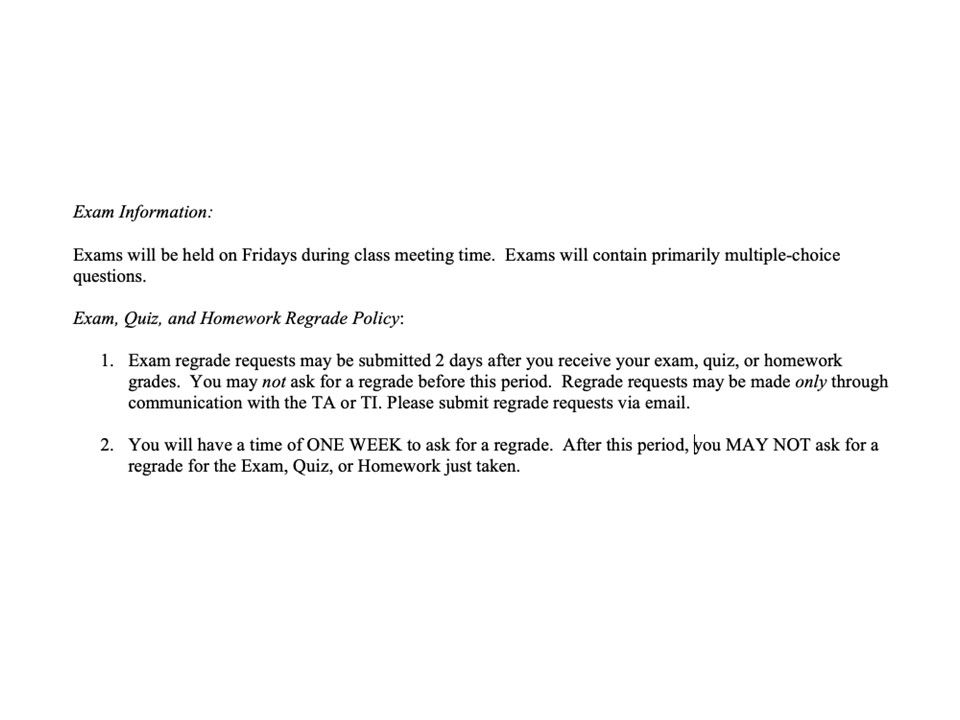 Exam Information:
Exams will be held on Fridays during class meeting time.  Exams will contain primarily multiple-choice
questions.
Exam, Quiz, and Homework Regrade Policy:
1. Exam regrade requests may be submitted 2 days after you receive your exam, quiz, or homework
grades.  You may not ask for a regrade before this period.  Regrade requests may be made only through
communication with the TA or TI. Please submit regrade requests via email.
2. You will have a time of ONE WEEK to ask for a regrade.  After this period, you MAY NOT ask for a
regrade for the Exam, Quiz, or Homework just taken.